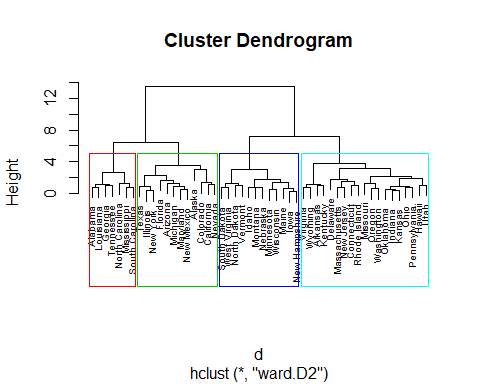 Cluster Dendrogram
Height
0
4
8
12
Alabama
Louisiana
Georgia
Tennessee
North Carolina
Mississippi
South Carolina
Texas
Illinois
New York
Florida
Arizona
Michigan
Maryland
New Mexico
Alaska
Colorado
California
Nevada
South Dakota
West Virginia
North Dakota
Vermont
Idaho
Montana
Nebraska
Minnesota
Wisconsin
Maine
Iowa
New Hampshire
Virginia
Wyoming
Arkansas
Kentucky
Delaware
Massachusetts
New Jersey
Connecticut
Rhode Island
Missouri
Oregon
Washington
Oklahoma
Indiana
Kansas
Ohio
Pennsylvania
Hawaii
Utah
d
hclust (*, "ward.D2")